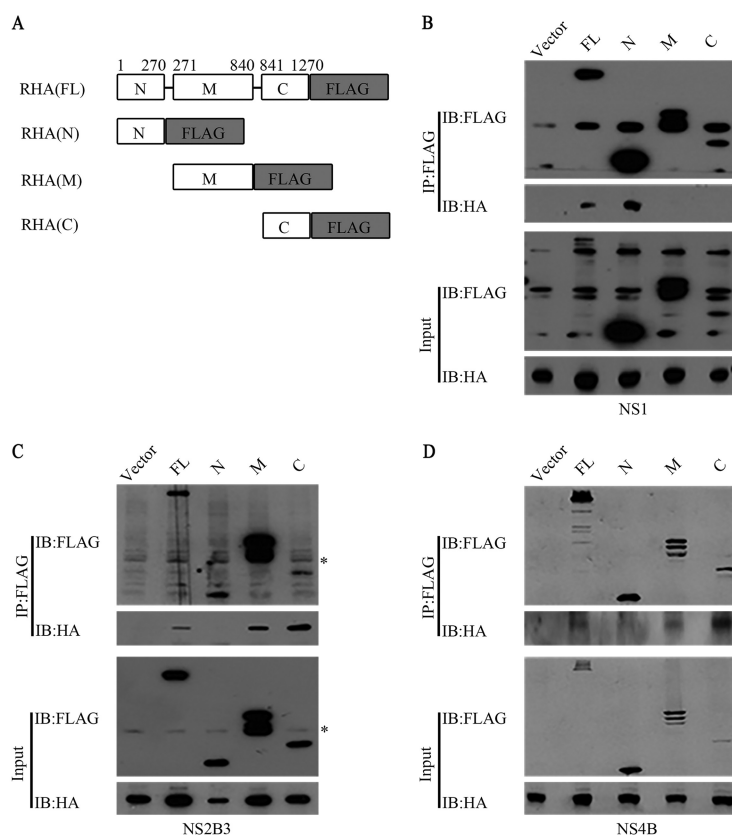 A
1 270 271 840 841 1270
RHA(FL) N M C FLAG
RHA(N) N FLAG
RHA(M) M FLAG
RHA(C) C FLAG
B
Vector FL N M C
IP:FLAG
IB:FLAG
IB:HA
Input
IB:FLAG
IB:HA
NS1
C
Vector FL N M C
IP:FLAG
IB:FLAG
*
IB:HA
Input
IB:FLAG
*
IB:HA
NS2B3
D
Vector FL N M C
IP:FLAG
IB:FLAG
IB:HA
Input
IB:FLAG
IB:HA
NS4B